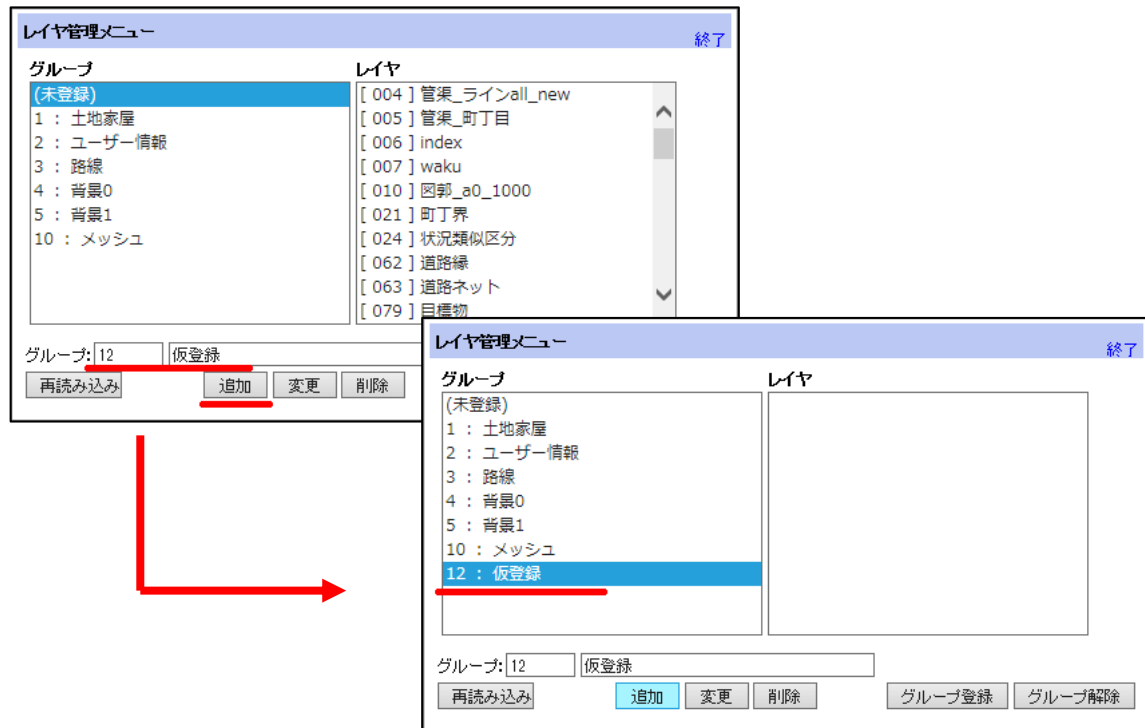 レイヤ管理メニュー
終了
グループ
(未登録)
1 : 土地家屋
2 : ユーザー情報
3 : 路線
4 : 背景0
5 : 背景1
10 : メッシュ
レイヤ
[ 004 ] 管渠_ラインall_new
[ 005 ] 管渠_町丁目
[ 006 ] index
[ 007 ] waku
[ 010 ] 図郭_a0_1000
[ 021 ] 町丁界
[ 024 ] 状況類似区分
[ 062 ] 道路縁
[ 063 ] 道路ネット
[ 079 ] 目標物
グループ: 12 仮登録
再読み込み 追加 変更 削除
レイヤ管理メニュー
終了
グループ
(未登録)
1 : 土地家屋
2 : ユーザー情報
3 : 路線
4 : 背景0
5 : 背景1
10 : メッシュ
12 : 仮登録
レイヤ
グループ: 12 仮登録
再読み込み 追加 変更 削除 グループ登録 グループ解除